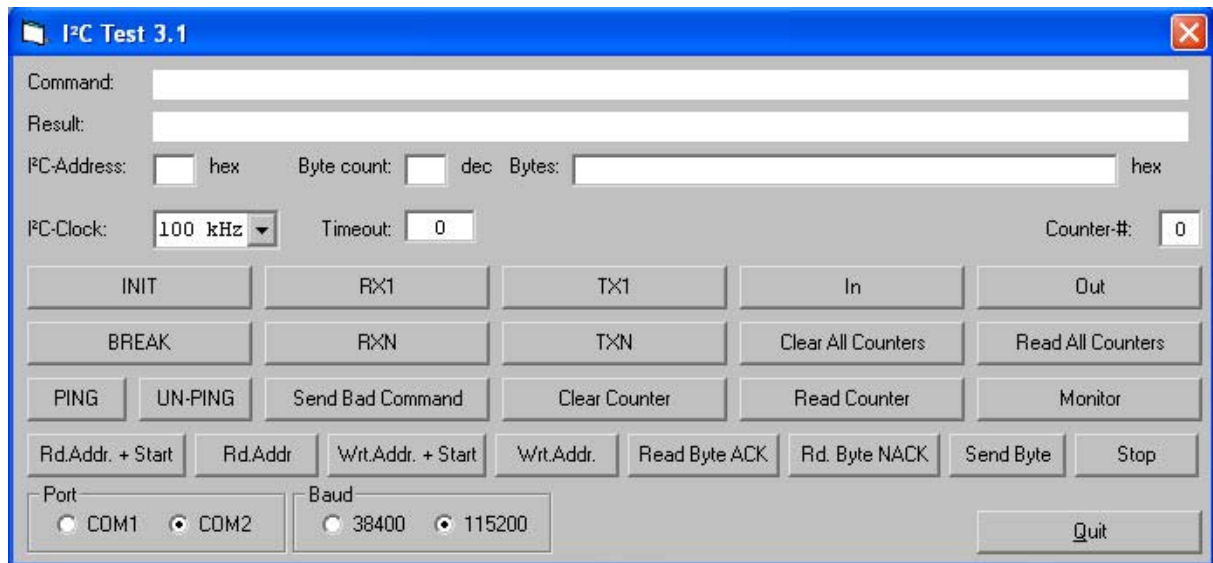 I²C Test 3.1
Command:
Result:
I²C-Address: hex Byte count: dec Bytes: hex
I²C-Clock: 100 kHz Timeout: 0 Counter-#: 0
INIT RX1 TX1 In Out
BREAK RXN TXN Clear All Counters Read All Counters
PING UN-PING Send Bad Command Clear Counter Read Counter Monitor
Rd.Addr. + Start Rd.Addr Wrt.Addr. + Start Wrt.Addr. Read Byte ACK Rd. Byte NACK Send Byte Stop
Port Baud
COM1 COM2 38400 115200 Quit